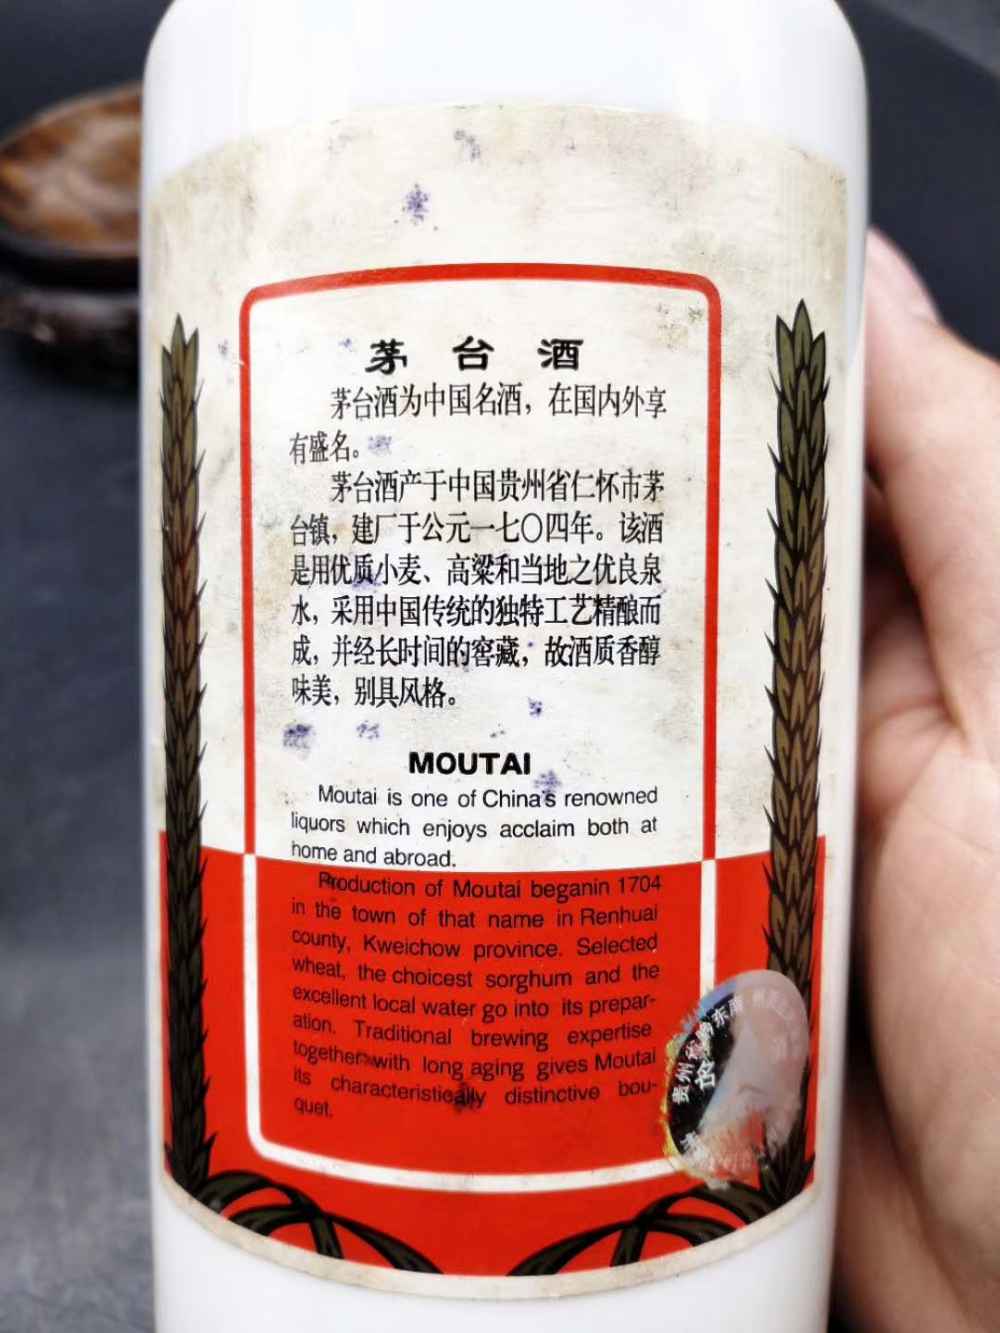 茅台酒
茅台酒为中国名酒，在国内外享
有盛名。
茅台酒产于中国贵州省仁怀市茅
台镇，建厂于公元一七〇四年。该酒
是用优质小麦、高粱和当地之优良泉
水，采用中国传统的独特工艺精酿而
成，并经长时间的窖藏，故酒质香醇
味美，别具风格。
MOUTAI
Moutai is one of China's renowned
liquors which enjoys acclaim both at
home and abroad.
Production of Moutai beganin 1704
in the town of that name in Renhuai
county, Kweichow province. Selected
wheat, the choicest sorghum and the
excellent local water go into its prepar-
ation. Traditional brewing expertise
together with long aging gives Moutai
its characteristically distinctive bou-
quet.
贵州